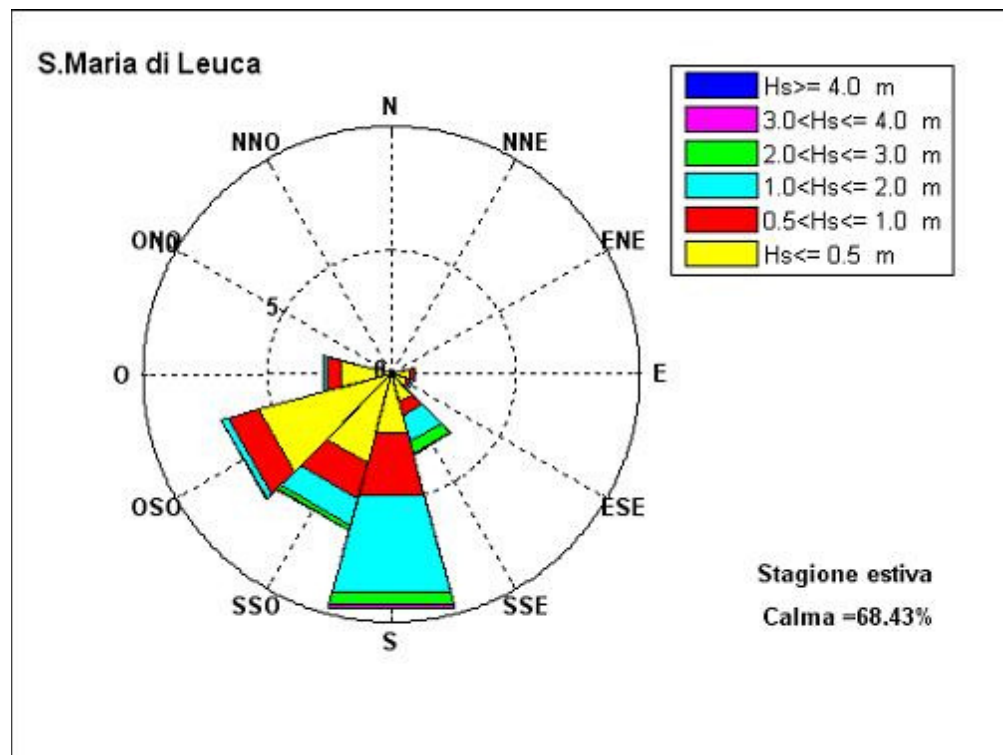 S.Maria di Leuca
Hs>= 4.0 m
3.0<Hs<= 4.0 m
2.0<Hs<= 3.0 m
1.0<Hs<= 2.0 m
0.5<Hs<= 1.0 m
Hs<= 0.5 m
N
NNO
NNE
ONO
10
ENE
5
O
0
E
OSO
ESE
SSO
SSE
S
Stagione estiva
Calma =68.43%